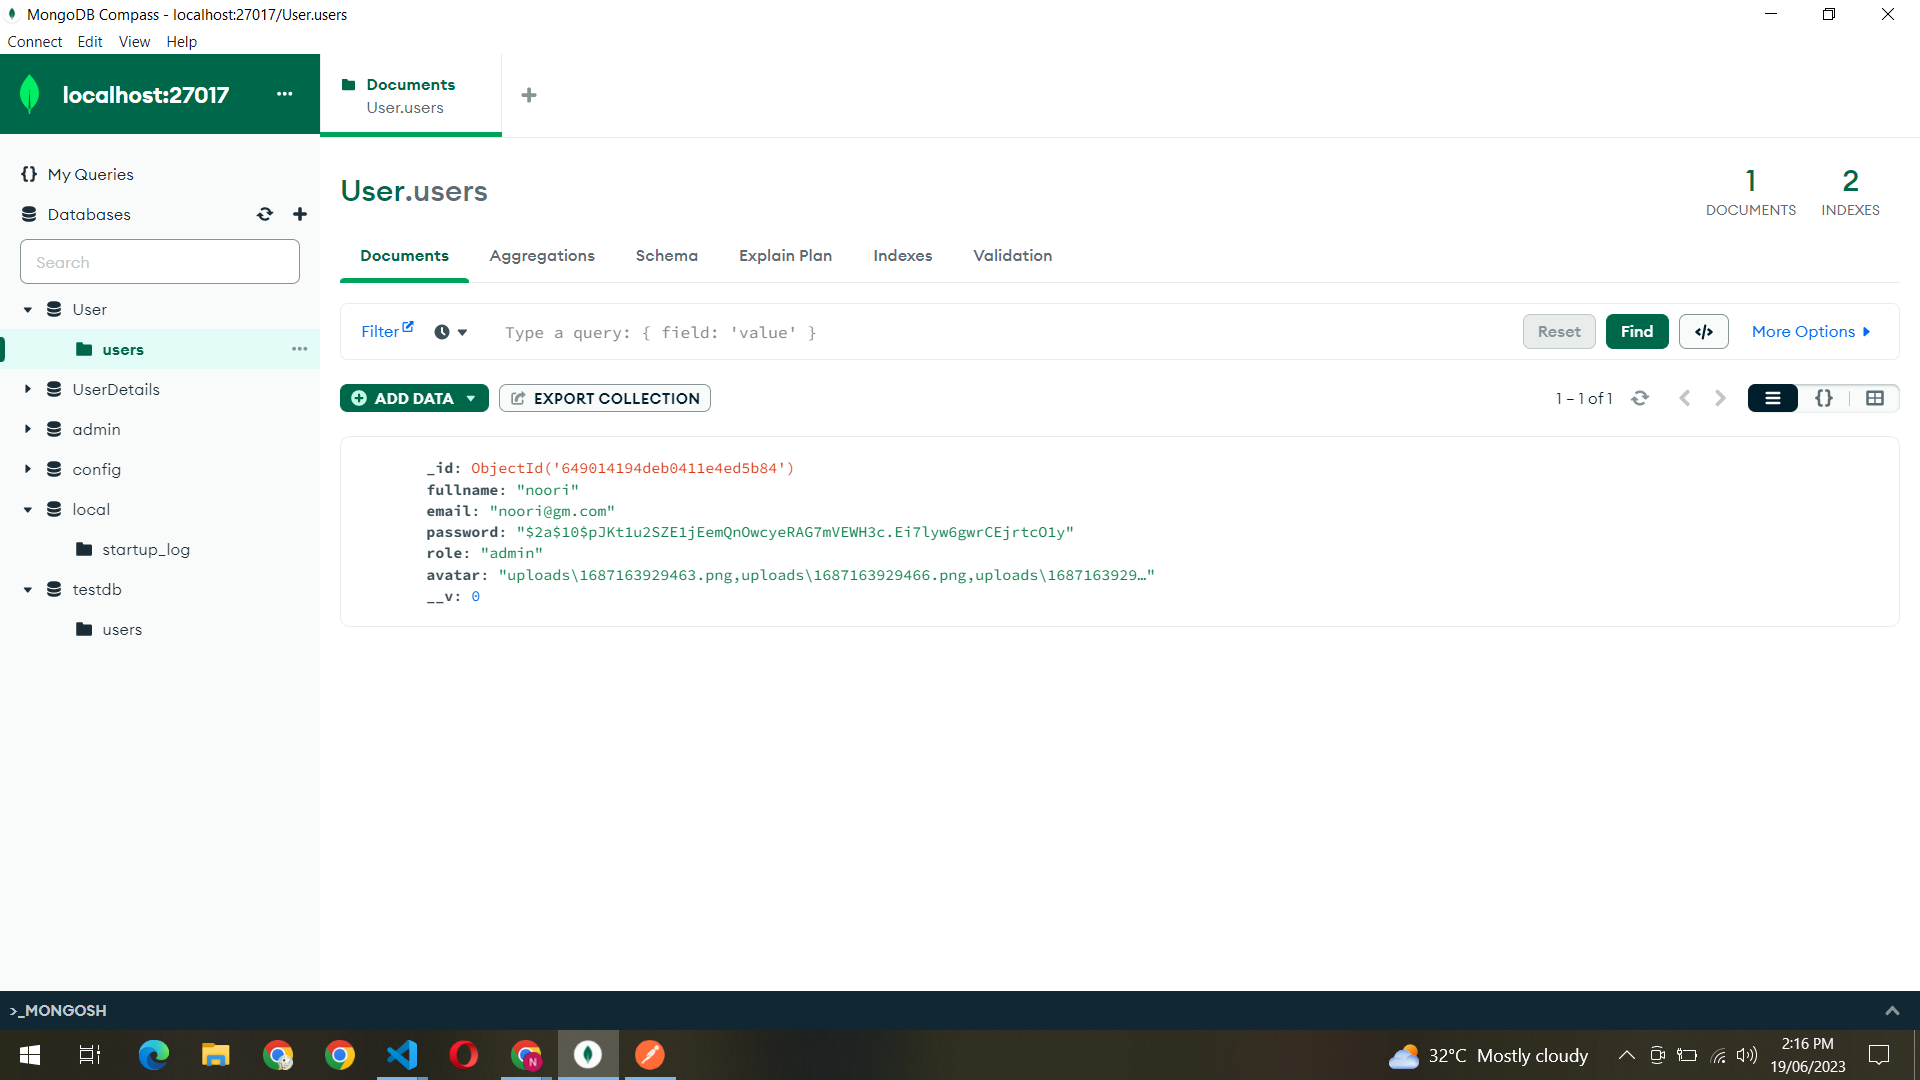 MongoDB Compass - localhost:27017/User.users
Connect Edit View Help
localhost:27017 ...
Documents
User.users
{} My Queries
Databases
Search
User
users
UserDetails
admin
config
local
startup_log
testdb
users
User.users
1 DOCUMENTS
2 INDEXES
Documents Aggregations Schema Explain Plan Indexes Validation
Filter Type a query: { field: 'value' } Reset Find </> More Options
ADD DATA EXPORT COLLECTION 1 – 1 of 1 {}
_id: ObjectId('649014194deb0411e4ed5b84')
fullname: "noori"
email: "noori@gm.com"
password: "$2a$10$pJKt1u2SZE1jEemQnOwcyeRAG7mVEWH3c.Ei7lyw6gwrCEjrtcO1y"
role: "admin"
avatar: "uploads\1687163929463.png,uploads\1687163929466.png,uploads\1687163929…"
__v: 0
>_MONGOSH
N
32°C Mostly cloudy
2:16 PM
19/06/2023